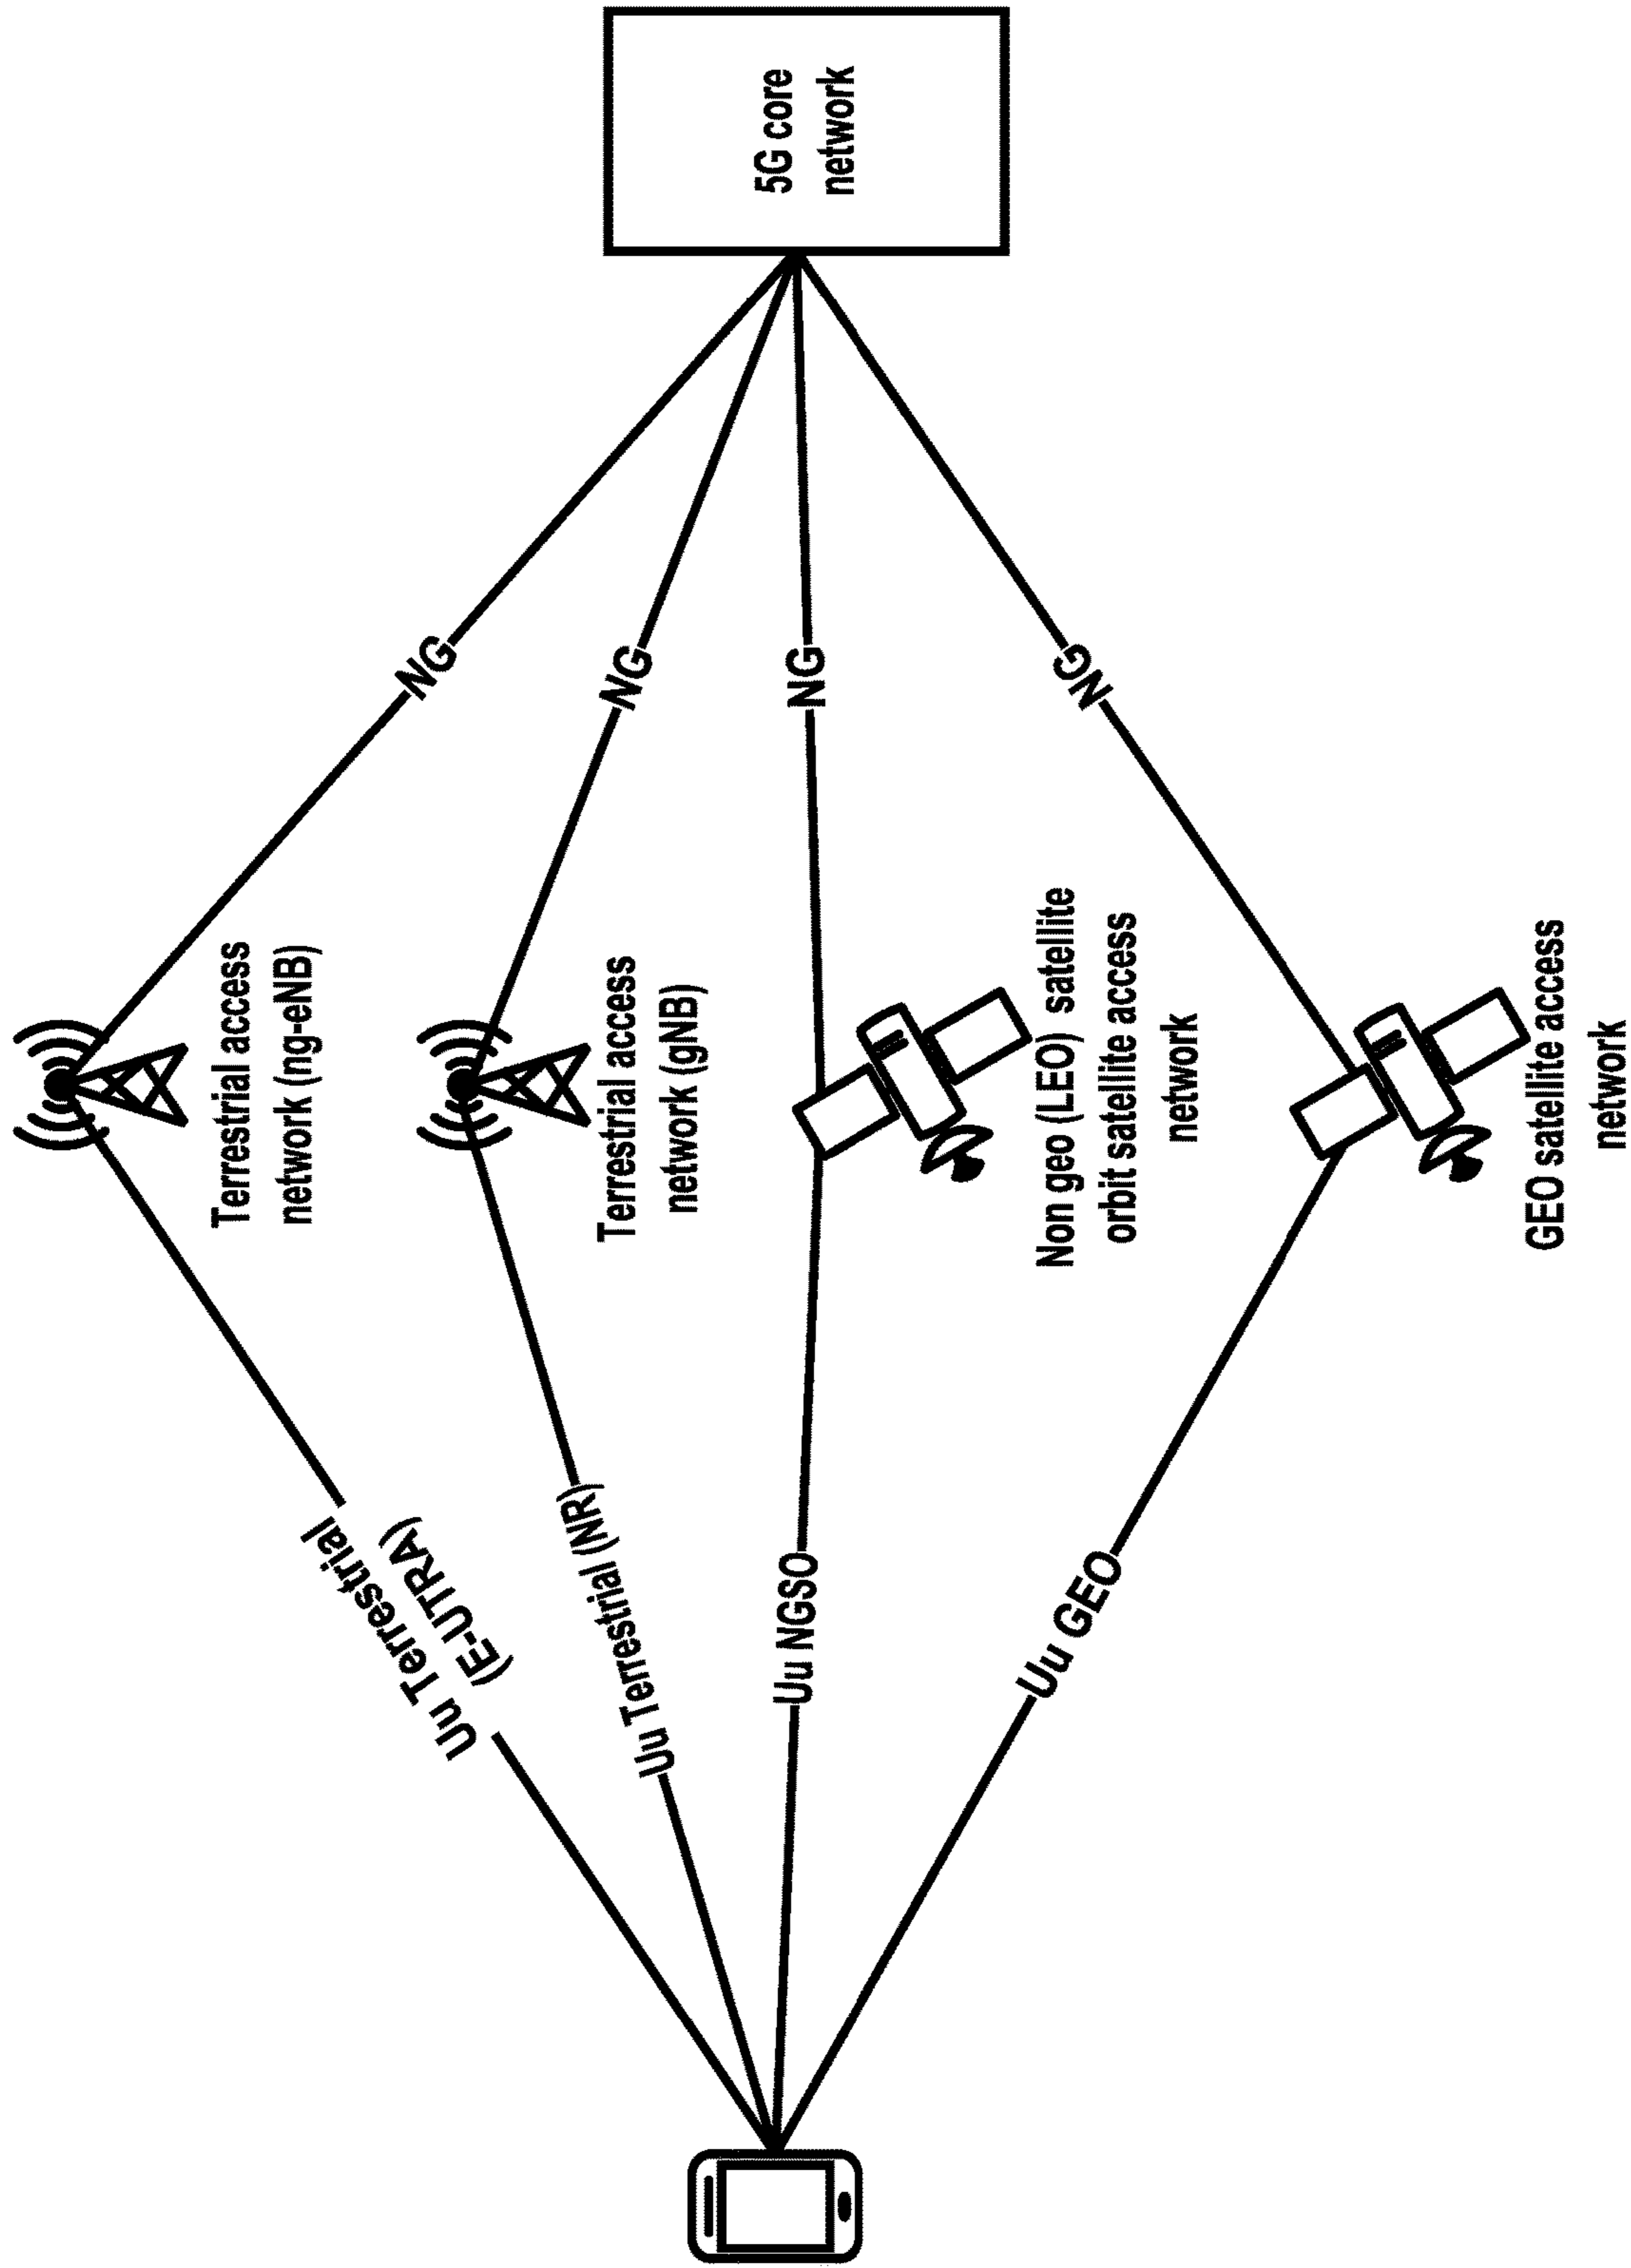 5G core
network
NG
NG
NG
NG
Terrestrial access
network (ng-eNB)
Terrestrial access
network (gNB)
Non geo (LEO) satellite
orbit satellite access
network
GEO satellite access
network
Uu Terrestrial
(E-UTRA)
Uu Terrestrial (NR)
Uu NGSO
Uu GEO